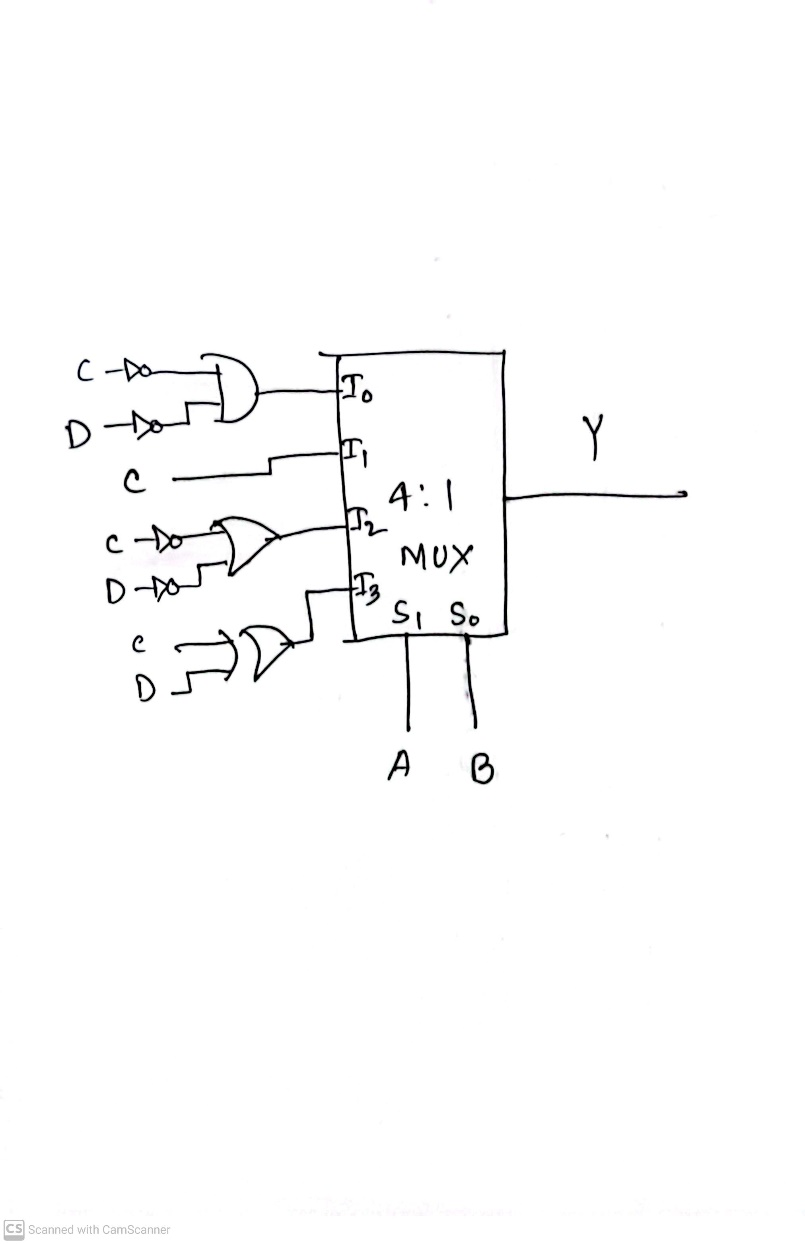 C
I0
D
Y
C
I1
4:1
C
I2
MUX
D
I3
S1 S0
C
D
A B
CS Scanned with CamScanner